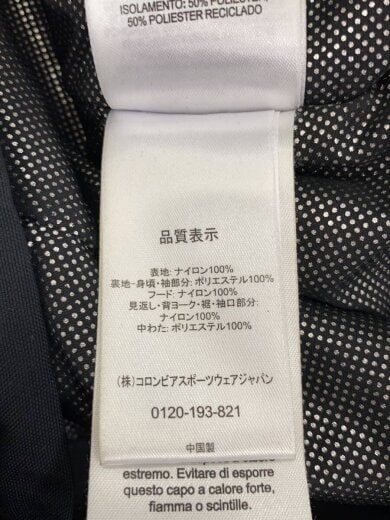 ISOLAMENTO: 50% POLIESTER,
50% POLIESTER RECICLADO
品質表示
表地: ナイロン100%
裏地-身頃・袖部分: ポリエステル100%
フード: ナイロン100%
見返し・背ヨーク・裾・袖口部分:
ナイロン100%
中わた: ポリエステル100%
(株)コロンビアスポーツウェアジャパン
0120-193-821
中国製
estremo. Evitare di esporre
questo capo a calore forte,
fiamma o scintille.